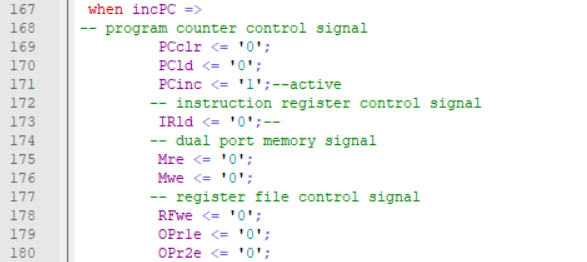 167 when incPC =>
168 -- program counter control signal
169 PCclr <= '0';
170 PCld <= '0';
171 PCinc <= '1';--active
172 -- instruction register control signal
173 IRld <= '0';--
174 -- dual port memory signal
175 Mre <= '0';
176 Mwe <= '0';
177 -- register file control signal
178 RFwe <= '0';
179 OPr1e <= '0';
180 OPr2e <= '0';